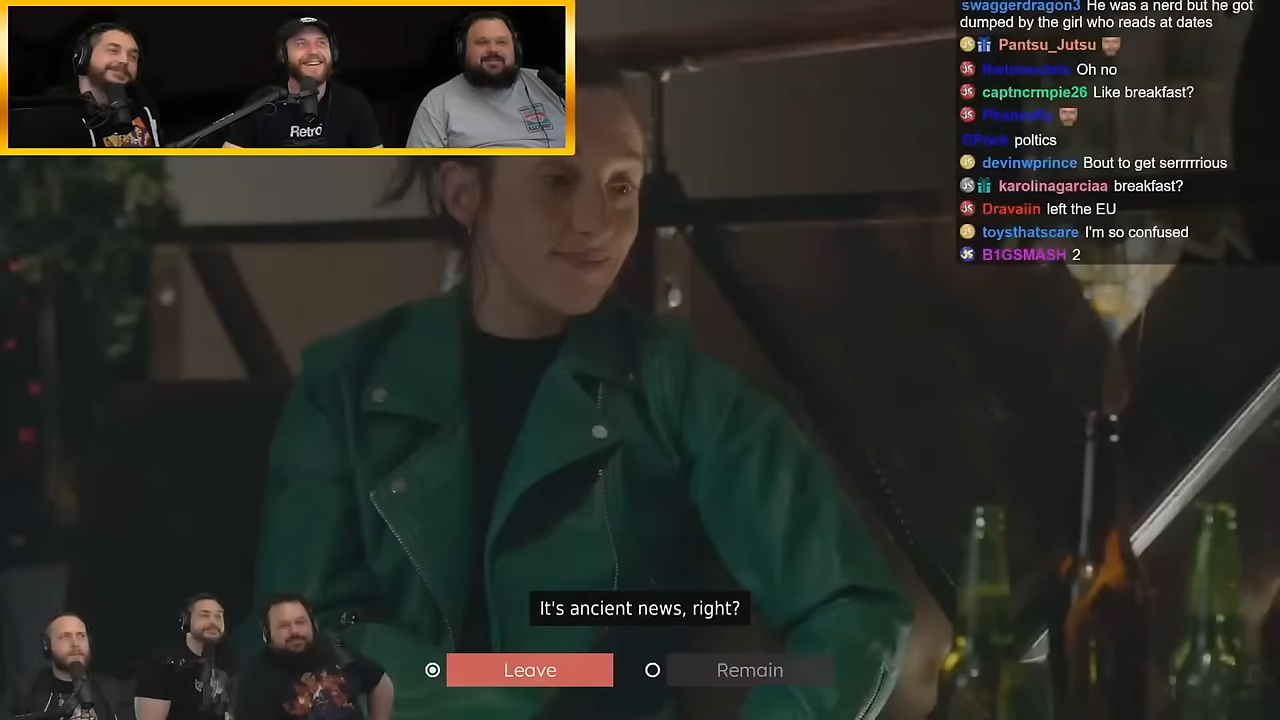 swaggerdragon3 He was a nerd but he got
dumped by the girl who reads at dates
Pantsu_Jutsu
Oh no
captncrmpie26 Like breakfast?
poltics
devinwprince Bout to get serrrrrious
karolinagarciaa breakfast?
Dravaiin left the EU
toysthatscare I'm so confused
B1GSMASH 2
Retro
It's ancient news, right?
Leave
Remain